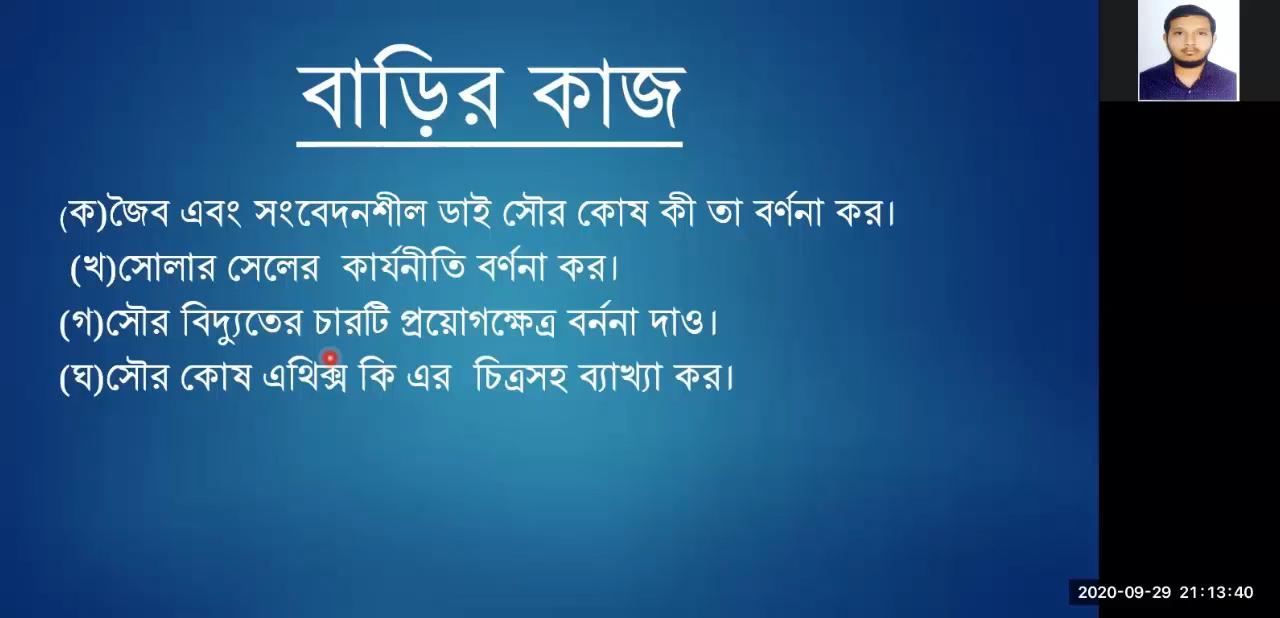 বাড়ির কাজ
(ক)জৈব এবং সংবেদনশীল ডাই সৌর কোষ কী তা বর্ণনা কর।
(খ)সোলার সেলের কার্যনীতি বর্ণনা কর।
(গ)সৌর বিদ্যুতের চারটি প্রয়োগক্ষেত্র বর্ননা দাও।
(ঘ)সৌর কোষ এথিক্স কি এর চিত্রসহ ব্যাখ্যা কর।
2020-09-29 21:13:40